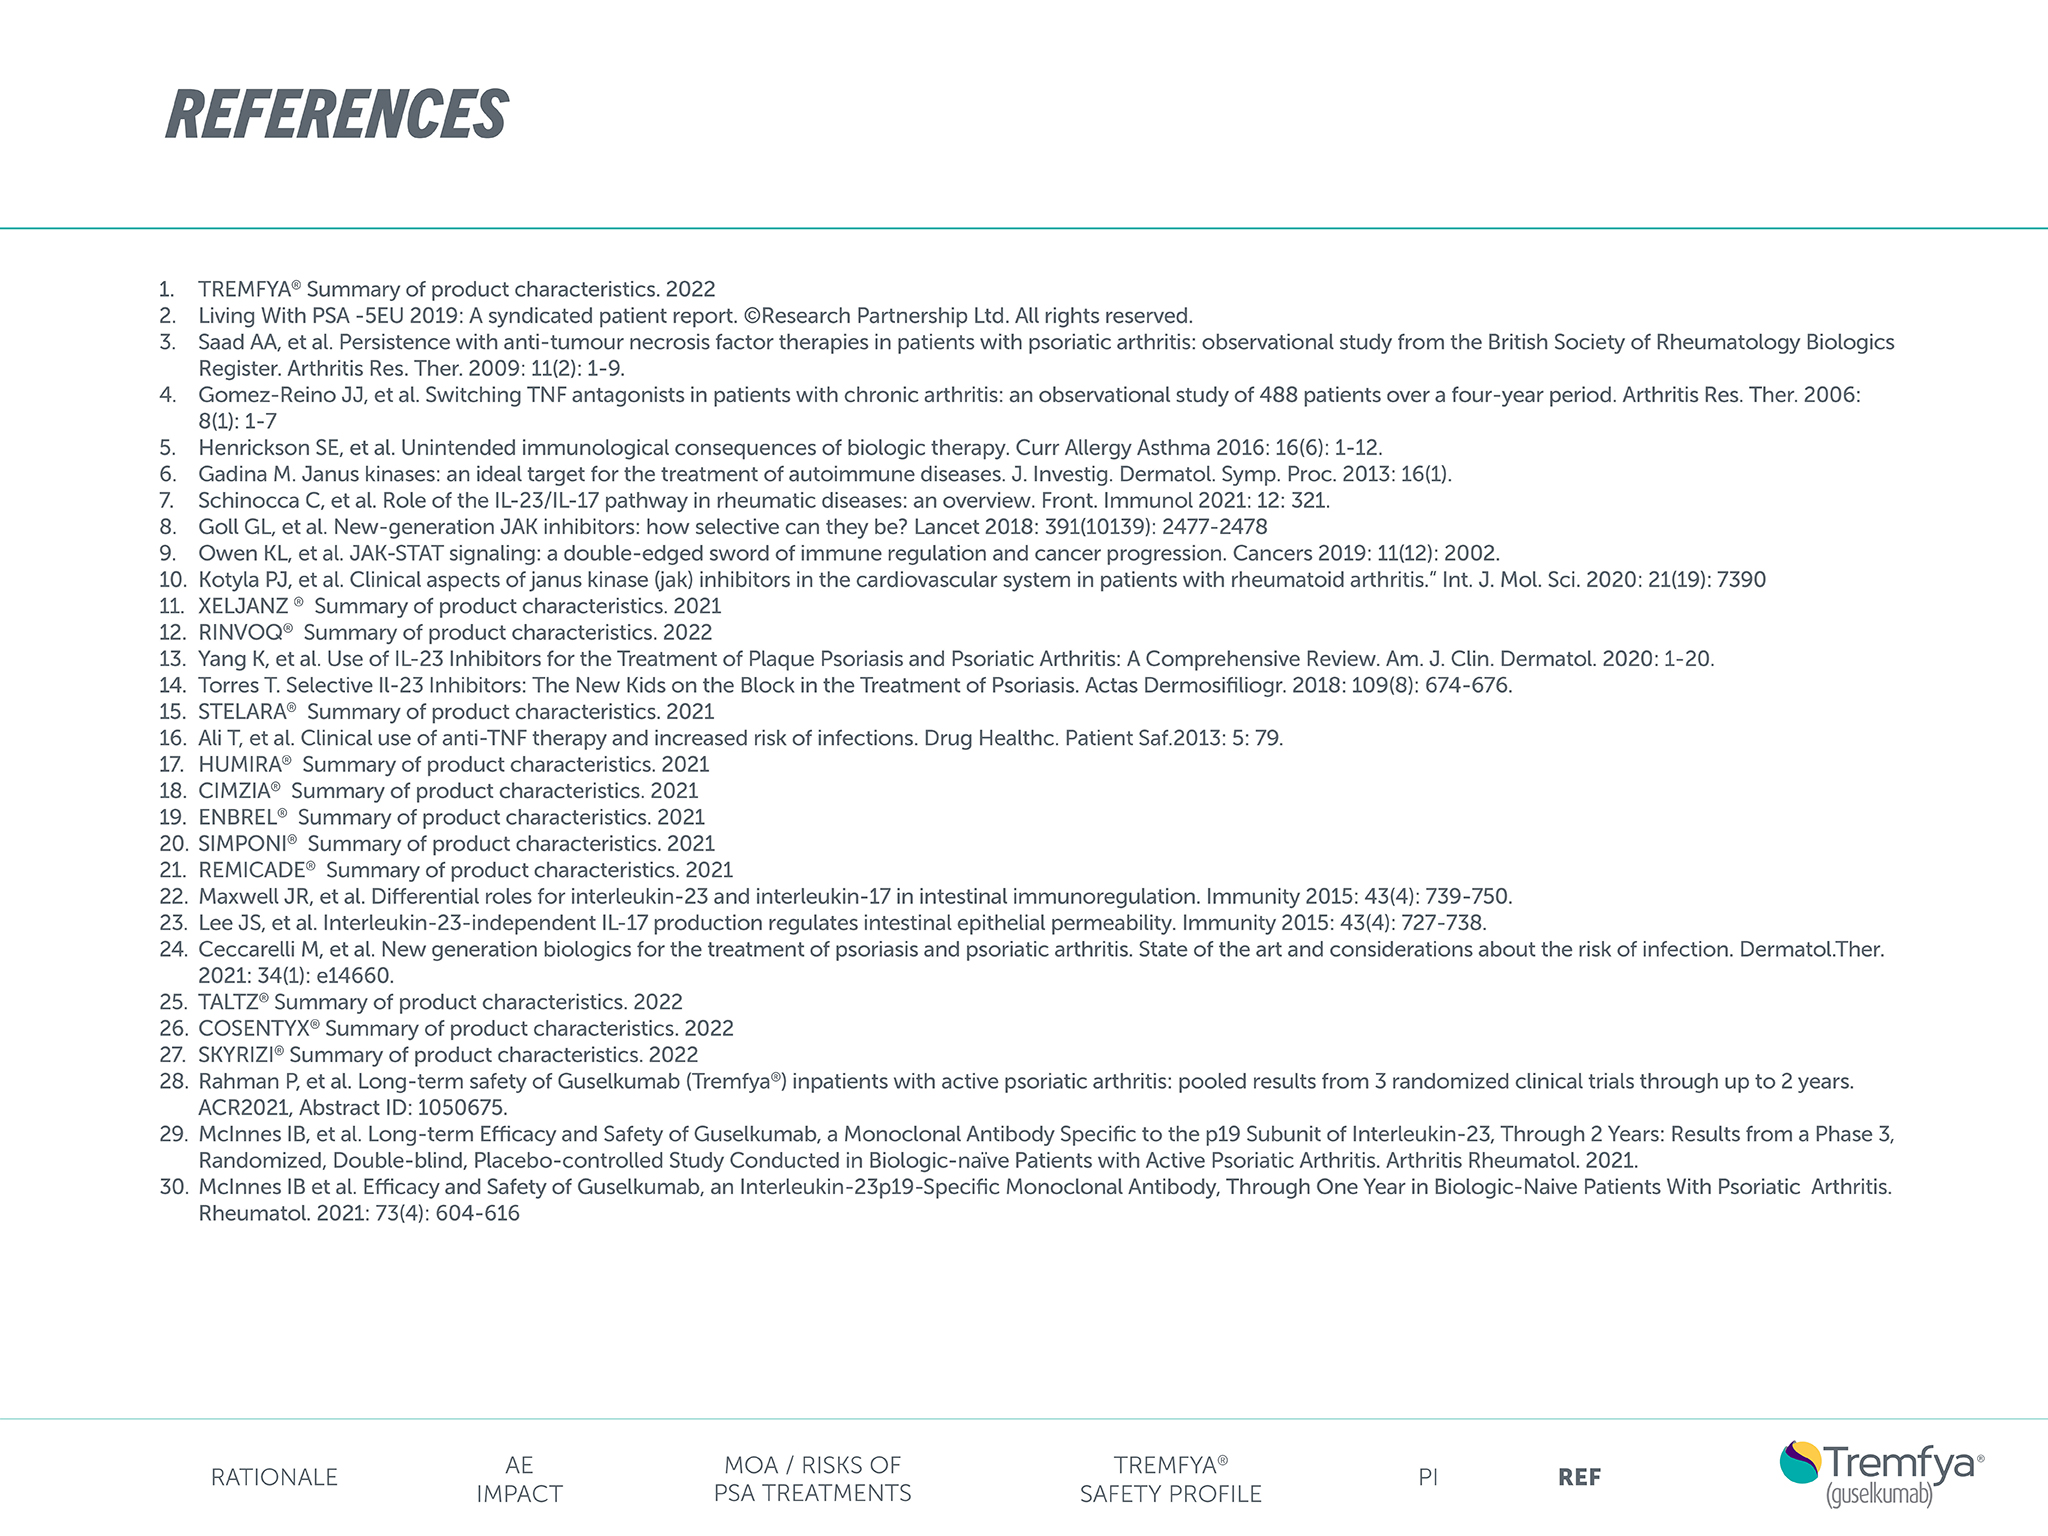 REFERENCES
1. TREMFYA® Summary of product characteristics. 2022
2. Living With PSA -5EU 2019: A syndicated patient report. ©Research Partnership Ltd. All rights reserved.
3. Saad AA, et al. Persistence with anti-tumour necrosis factor therapies in patients with psoriatic arthritis: observational study from the British Society of Rheumatology Biologics
Register. Arthritis Res. Ther. 2009: 11(2): 1-9.
4. Gomez-Reino JJ, et al. Switching TNF antagonists in patients with chronic arthritis: an observational study of 488 patients over a four-year period. Arthritis Res. Ther. 2006:
8(1): 1-7
5. Henrickson SE, et al. Unintended immunological consequences of biologic therapy. Curr Allergy Asthma 2016: 16(6): 1-12.
6. Gadina M. Janus kinases: an ideal target for the treatment of autoimmune diseases. J. Investig. Dermatol. Symp. Proc. 2013: 16(1).
7. Schinocca C, et al. Role of the IL-23/IL-17 pathway in rheumatic diseases: an overview. Front. Immunol 2021: 12: 321.
8. Goll GL, et al. New-generation JAK inhibitors: how selective can they be? Lancet 2018: 391(10139): 2477-2478
9. Owen KL, et al. JAK-STAT signaling: a double-edged sword of immune regulation and cancer progression. Cancers 2019: 11(12): 2002.
10. Kotyla PJ, et al. Clinical aspects of janus kinase (jak) inhibitors in the cardiovascular system in patients with rheumatoid arthritis.” Int. J. Mol. Sci. 2020: 21(19): 7390
11. XELJANZ ® Summary of product characteristics. 2021
12. RINVOQ® Summary of product characteristics. 2022
13. Yang K, et al. Use of IL-23 Inhibitors for the Treatment of Plaque Psoriasis and Psoriatic Arthritis: A Comprehensive Review. Am. J. Clin. Dermatol. 2020: 1-20.
14. Torres T. Selective Il-23 Inhibitors: The New Kids on the Block in the Treatment of Psoriasis. Actas Dermosifiliogr. 2018: 109(8): 674-676.
15. STELARA® Summary of product characteristics. 2021
16. Ali T, et al. Clinical use of anti-TNF therapy and increased risk of infections. Drug Healthc. Patient Saf.2013: 5: 79.
17. HUMIRA® Summary of product characteristics. 2021
18. CIMZIA® Summary of product characteristics. 2021
19. ENBREL® Summary of product characteristics. 2021
20. SIMPONI® Summary of product characteristics. 2021
21. REMICADE® Summary of product characteristics. 2021
22. Maxwell JR, et al. Differential roles for interleukin-23 and interleukin-17 in intestinal immunoregulation. Immunity 2015: 43(4): 739-750.
23. Lee JS, et al. Interleukin-23-independent IL-17 production regulates intestinal epithelial permeability. Immunity 2015: 43(4): 727-738.
24. Ceccarelli M, et al. New generation biologics for the treatment of psoriasis and psoriatic arthritis. State of the art and considerations about the risk of infection. Dermatol.Ther.
2021: 34(1): e14660.
25. TALTZ® Summary of product characteristics. 2022
26. COSENTYX® Summary of product characteristics. 2022
27. SKYRIZI® Summary of product characteristics. 2022
28. Rahman P, et al. Long-term safety of Guselkumab (Tremfya®) inpatients with active psoriatic arthritis: pooled results from 3 randomized clinical trials through up to 2 years.
ACR2021, Abstract ID: 1050675.
29. McInnes IB, et al. Long-term Efficacy and Safety of Guselkumab, a Monoclonal Antibody Specific to the p19 Subunit of Interleukin-23, Through 2 Years: Results from a Phase 3,
Randomized, Double-blind, Placebo-controlled Study Conducted in Biologic-naïve Patients with Active Psoriatic Arthritis. Arthritis Rheumatol. 2021.
30. McInnes IB et al. Efficacy and Safety of Guselkumab, an Interleukin-23p19-Specific Monoclonal Antibody, Through One Year in Biologic-Naive Patients With Psoriatic Arthritis.
Rheumatol. 2021: 73(4): 604-616
RATIONALE
AE
IMPACT
MOA / RISKS OF
PSA TREATMENTS
TREMFYA®
SAFETY PROFILE
PI
REF
Tremfya®
(guselkumab)